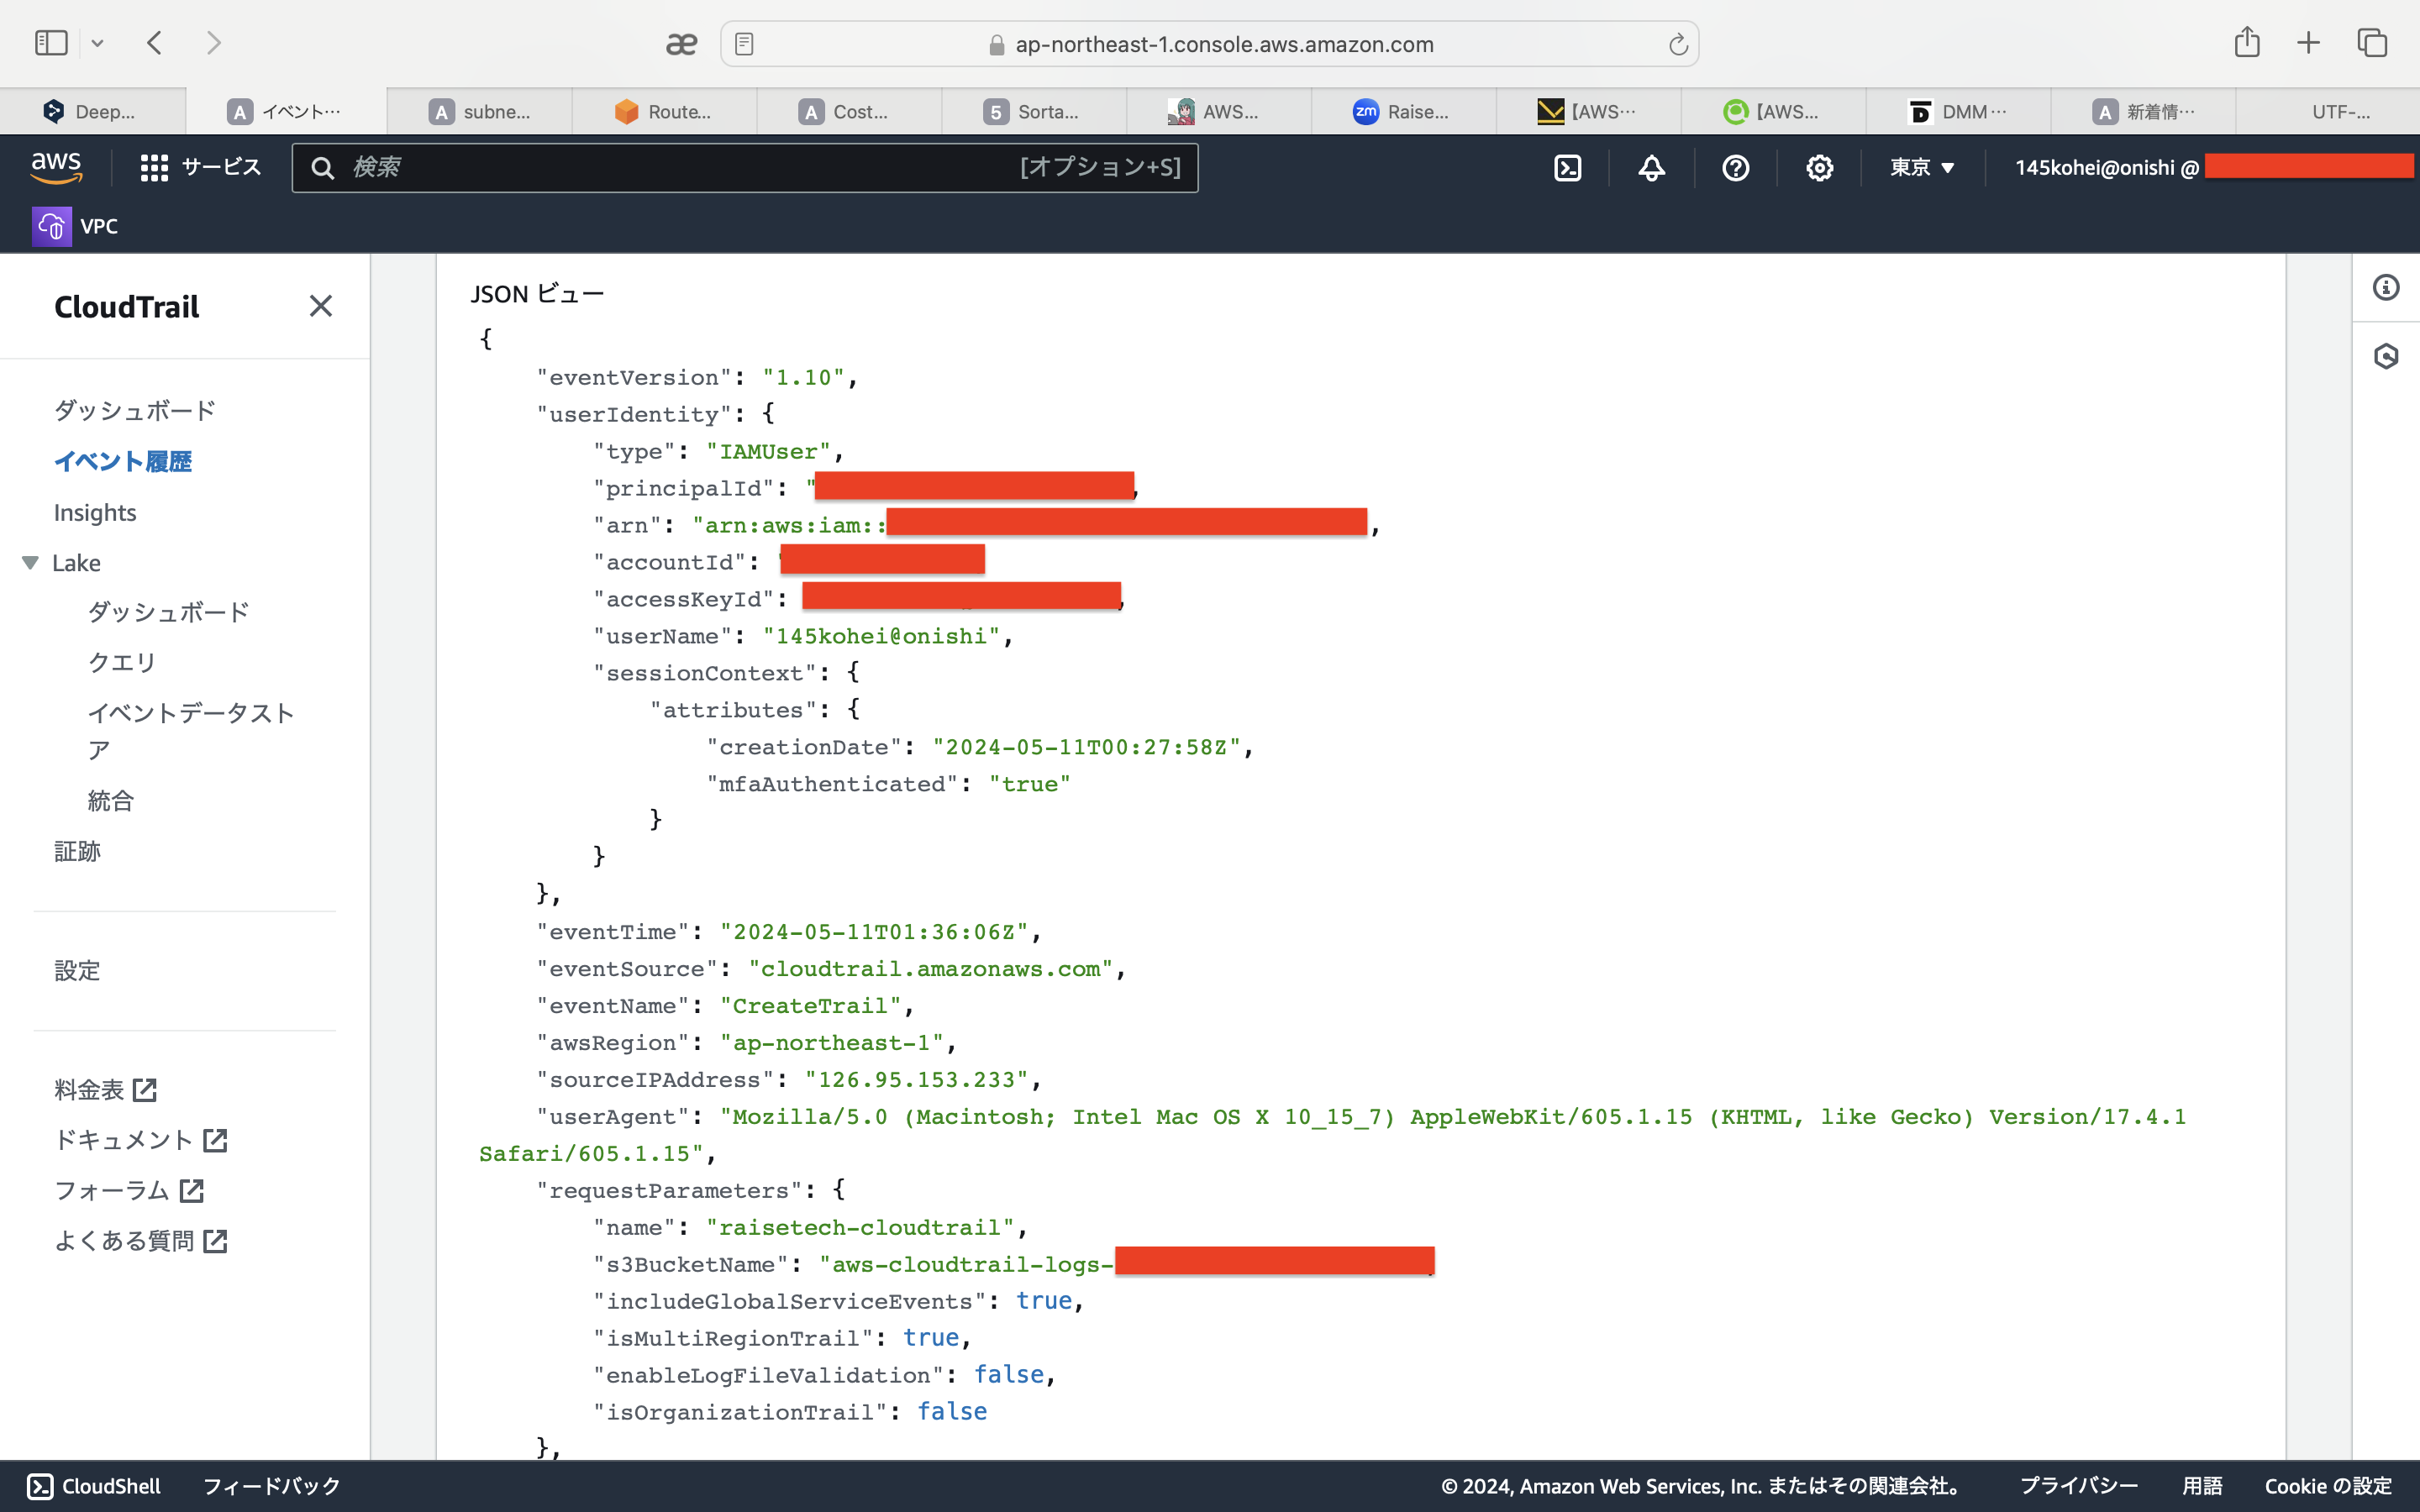 æ
ap-northeast-1.console.aws.amazon.com
Deep...
A イベント…
A subne...
Route...
A Cost...
5 Sorta...
AWS...
zm Raise...
【AWS…
【AWS...
DMM…
A 新着情…
UTF-...
aws
サービス
検索
[オプション+S]
東京 ▼
145kohei@onishi @
VPC
CloudTrail
ダッシュボード
イベント履歴
Insights
Lake
ダッシュボード
クエリ
イベントデータスト
ア
統合
証跡
設定
料金表
ドキュメント
フォーラム
よくある質問
JSON ビュー
{
"eventVersion": "1.10",
"userIdentity": {
"type": "IAMUser",
"principalId": "
"arn": "arn:aws:iam:: ,
"accountId":
"accessKeyId": ,
"userName": "145kohei@onishi",
"sessionContext": {
"attributes": {
"creationDate": "2024-05-11T00:27:58Z",
"mfaAuthenticated": "true"
}
}
},
"eventTime": "2024-05-11T01:36:06Z",
"eventSource": "cloudtrail.amazonaws.com",
"eventName": "CreateTrail",
"awsRegion": "ap-northeast-1",
"sourceIPAddress": "126.95.153.233",
"userAgent": "Mozilla/5.0 (Macintosh; Intel Mac OS X 10_15_7) AppleWebKit/605.1.15 (KHTML, like Gecko) Version/17.4.1
Safari/605.1.15",
"requestParameters": {
"name": "raisetech-cloudtrail",
"s3BucketName": "aws-cloudtrail-logs-
"includeGlobalServiceEvents": true,
"isMultiRegionTrail": true,
"enableLogFileValidation": false,
"isOrganizationTrail": false
},
CloudShell
フィードバック
© 2024, Amazon Web Services, Inc. またはその関連会社。
プライバシー
用語
Cookie の設定